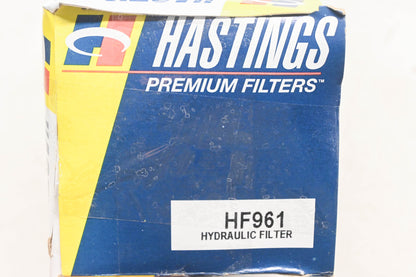 HASTINGS
PREMIUM FILTERS™
HF961
HYDRAULIC FILTER